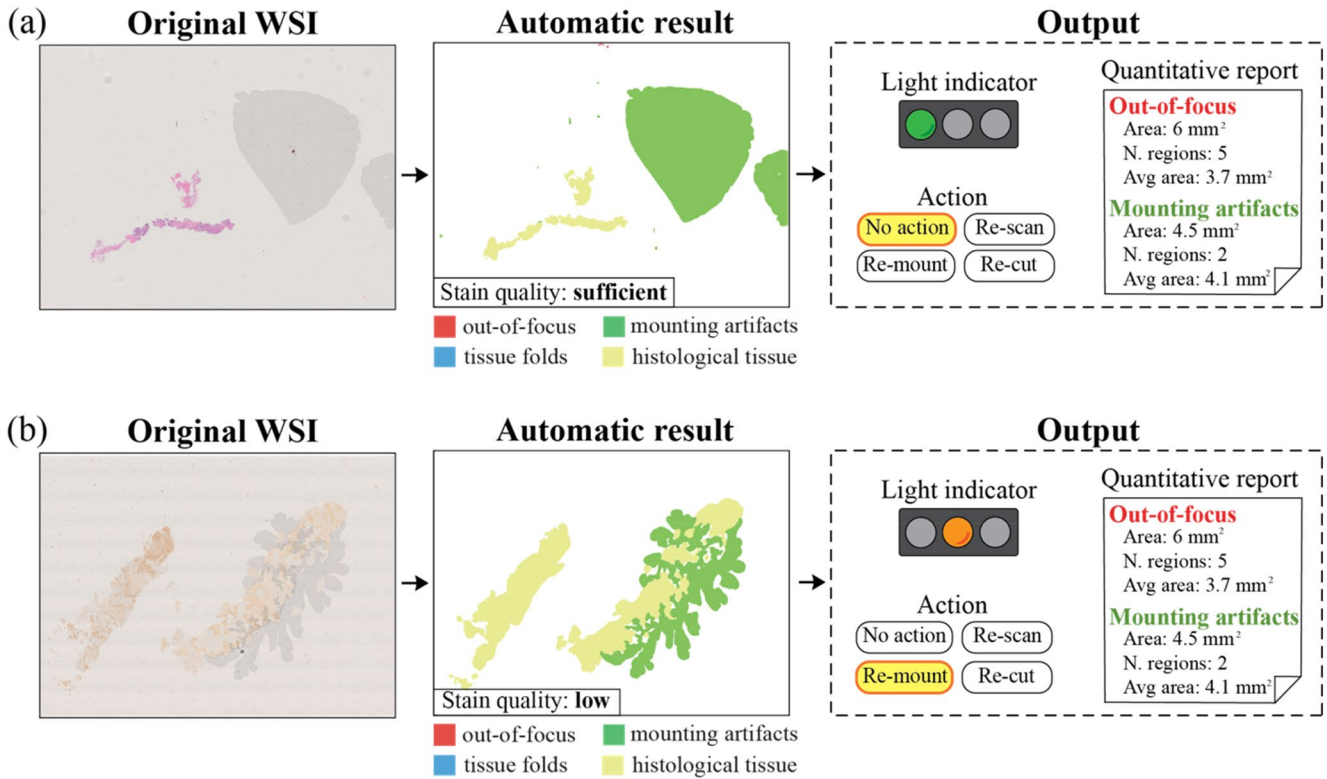 (a)
Original WSI
Automatic result
Output
Stain quality: sufficient
out-of-focus
mounting artifacts
tissue folds
histological tissue
Light indicator
Action
No action
Re-scan
Re-mount
Re-cut
Quantitative report
Out-of-focus
Area: 6 mm²
N. regions: 5
Avg area: 3.7 mm²
Mounting artifacts
Area: 4.5 mm²
N. regions: 2
Avg area: 4.1 mm²
(b)
Original WSI
Automatic result
Output
Stain quality: low
out-of-focus
mounting artifacts
tissue folds
histological tissue
Light indicator
Action
No action
Re-scan
Re-mount
Re-cut
Quantitative report
Out-of-focus
Area: 6 mm²
N. regions: 5
Avg area: 3.7 mm²
Mounting artifacts
Area: 4.5 mm²
N. regions: 2
Avg area: 4.1 mm²